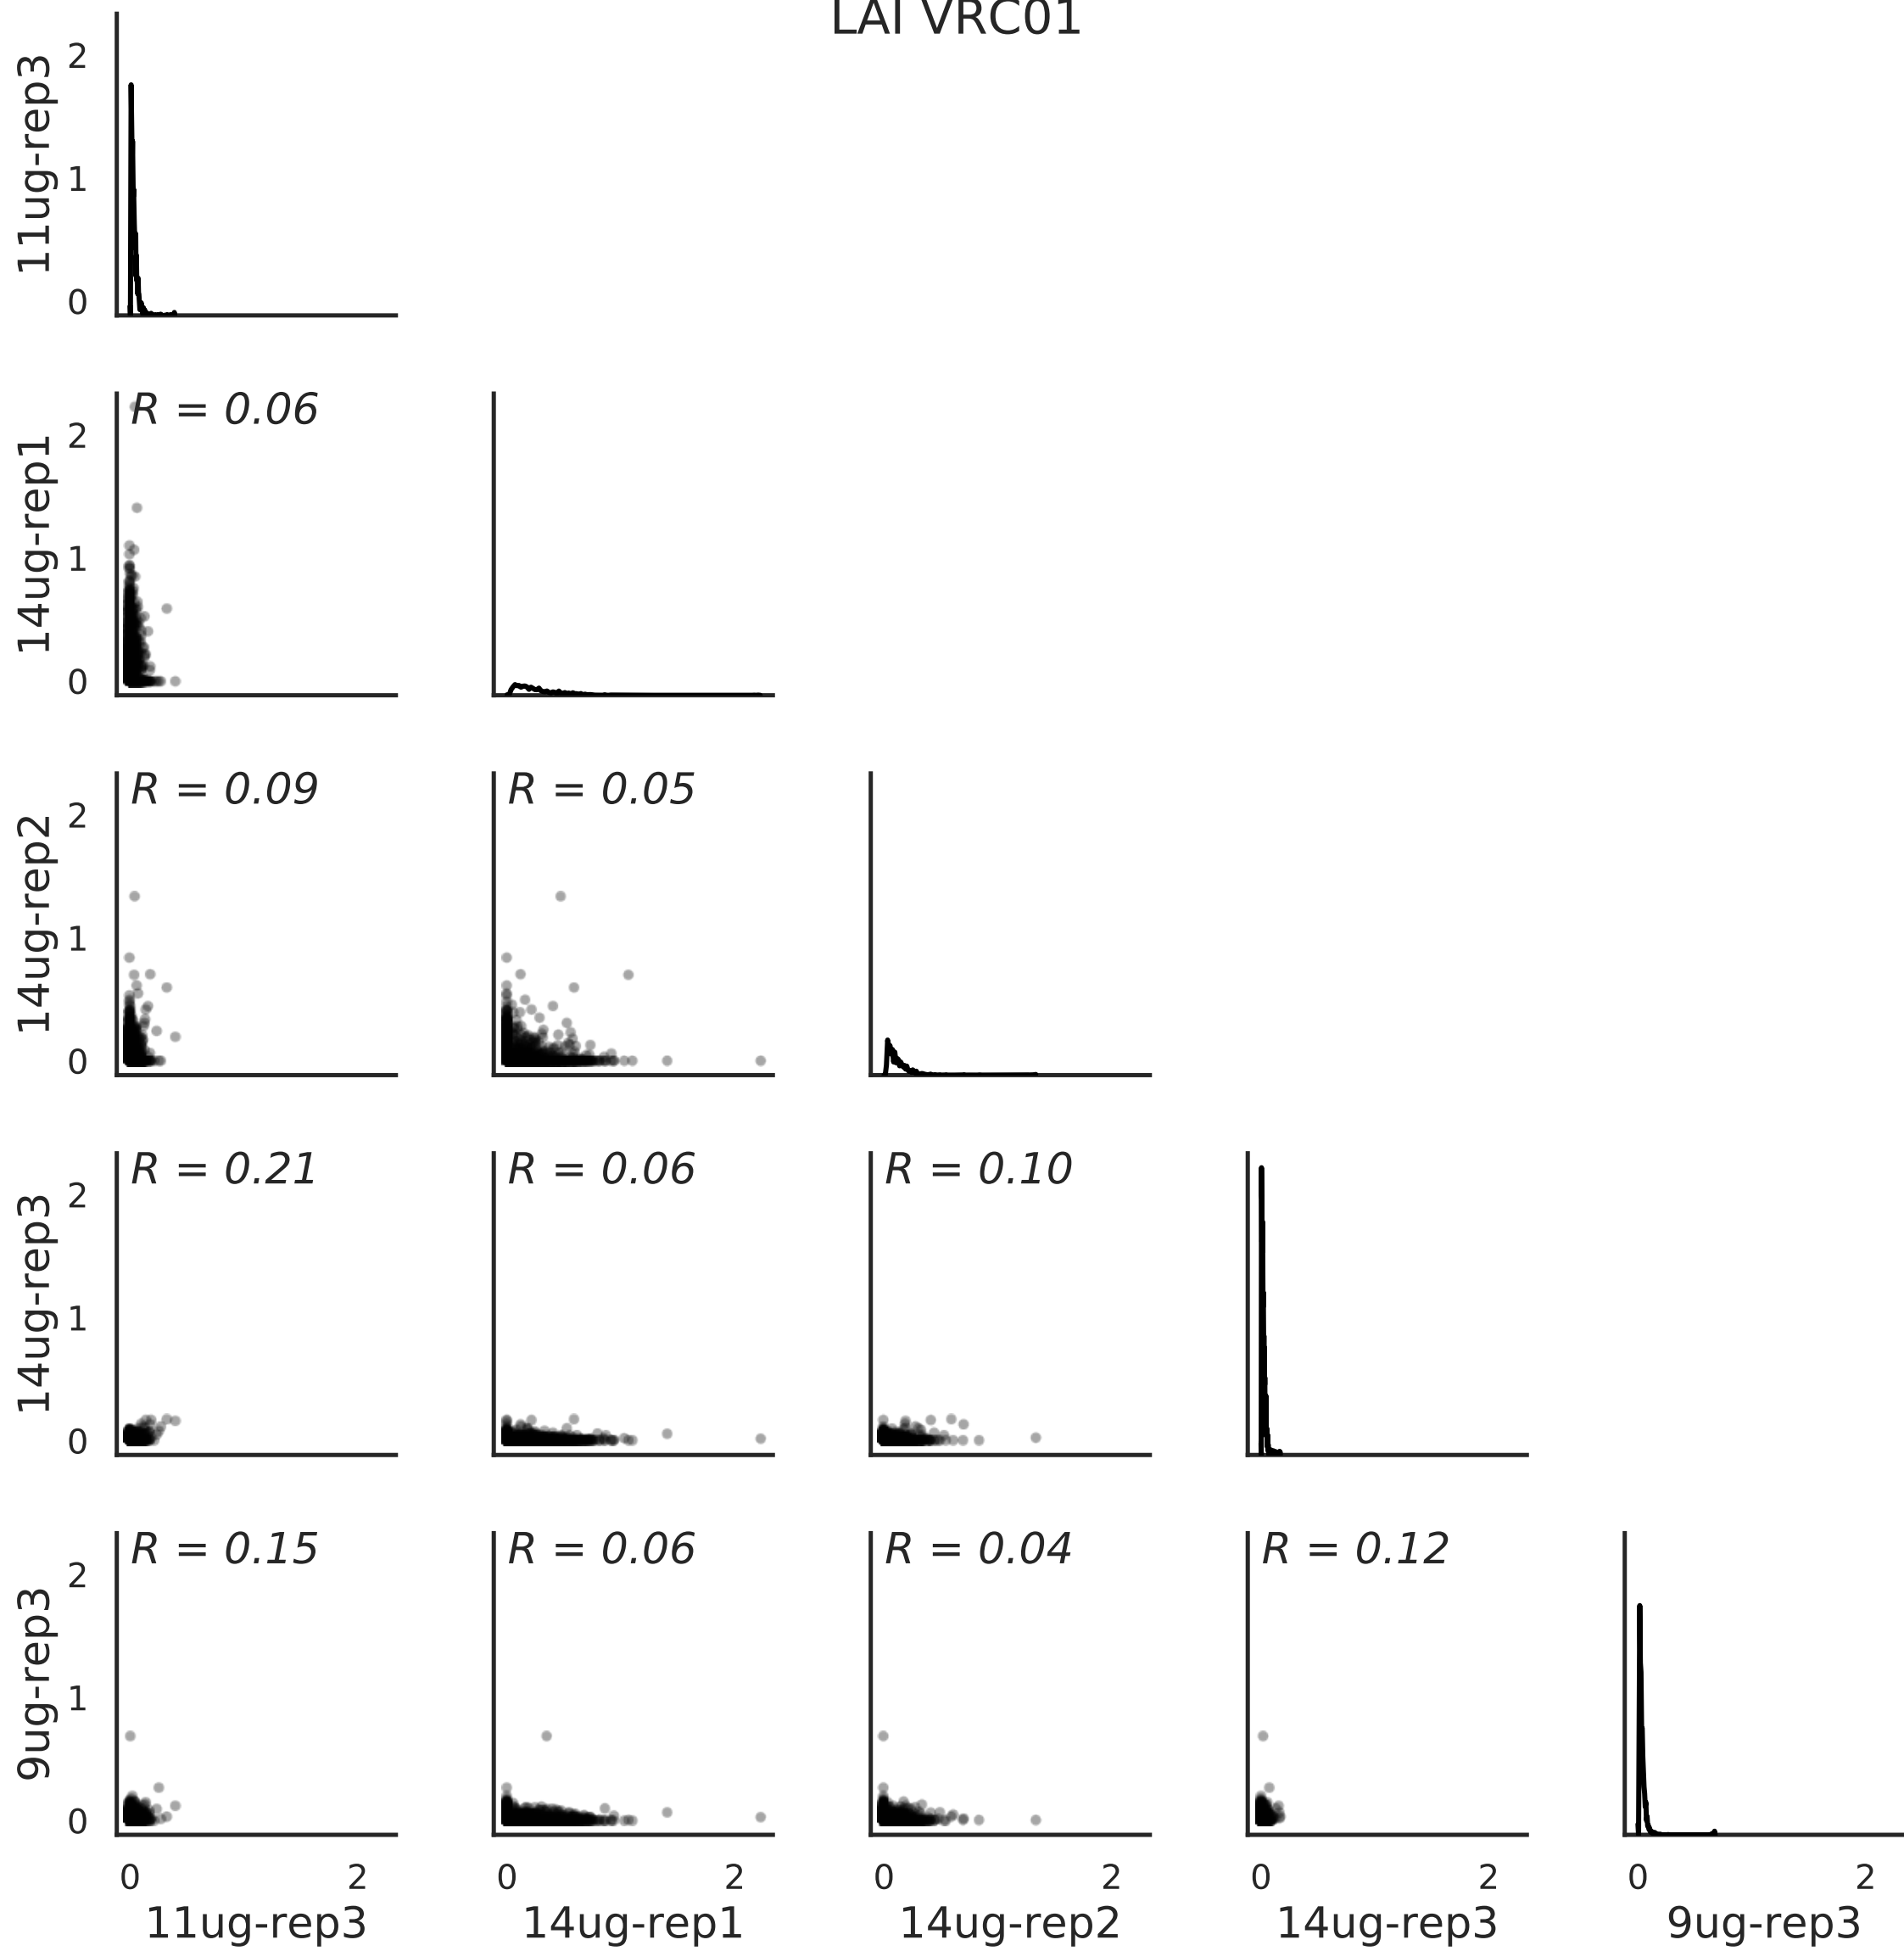 LAI VRC01
11ug-rep3
2
1
0
14ug-rep1
2
1
0
R = 0.06
14ug-rep2
2
1
0
R = 0.09
R = 0.05
14ug-rep3
2
1
0
R = 0.21
R = 0.06
R = 0.10
9ug-rep3
2
1
0
R = 0.15
R = 0.06
R = 0.04
R = 0.12
0 2
0 2
0 2
0 2
0 2
11ug-rep3
14ug-rep1
14ug-rep2
14ug-rep3
9ug-rep3